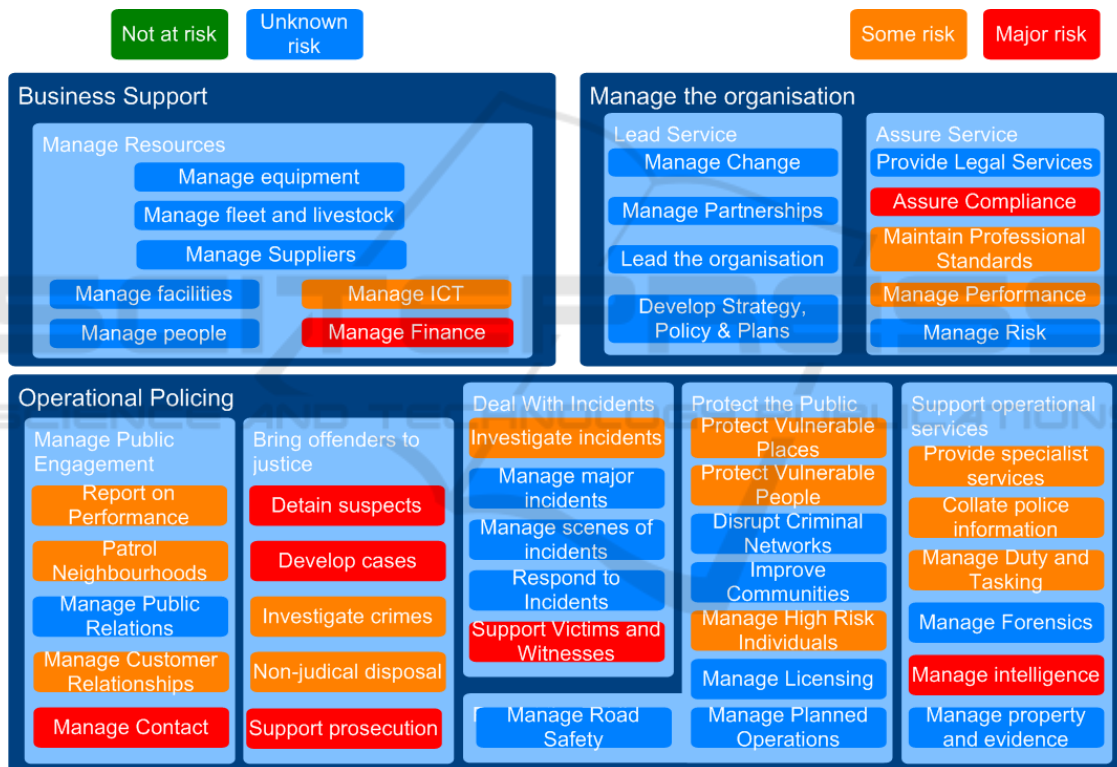 Not at risk
Unknown
risk
Some risk
Major risk
Business Support
Manage Resources
Manage equipment
Manage fleet and livestock
Manage Suppliers
Manage facilities
Manage ICT
Manage people
Manage Finance
Manage the organisation
Lead Service
Manage Change
Manage Partnerships
Lead the organisation
Develop Strategy,
Policy & Plans
Assure Service
Provide Legal Services
Assure Compliance
Maintain Professional
Standards
Manage Performance
Manage Risk
Operational Policing
Manage Public
Engagement
Report on
Performance
Patrol
Neighbourhoods
Manage Public
Relations
Manage Customer
Relationships
Manage Contact
Bring offenders to
justice
Detain suspects
Develop cases
Investigate crimes
Non-judical disposal
Support prosecution
Deal With Incidents
Investigate incidents
Manage major
incidents
Manage scenes of
incidents
Respond to
Incidents
Support Victims and
Witnesses
Manage Road
Safety
Protect the Public
Protect Vulnerable
Places
Protect Vulnerable
People
Disrupt Criminal
Networks
Improve
Communities
Manage High Risk
Individuals
Manage Licensing
Manage Planned
Operations
Support operational
services
Provide specialist
services
Collate police
information
Manage Duty and
Tasking
Manage Forensics
Manage intelligence
Manage property
and evidence
SCITEPRESS
SCIENCE AND TECHNOLOGY PUBLICATIONS